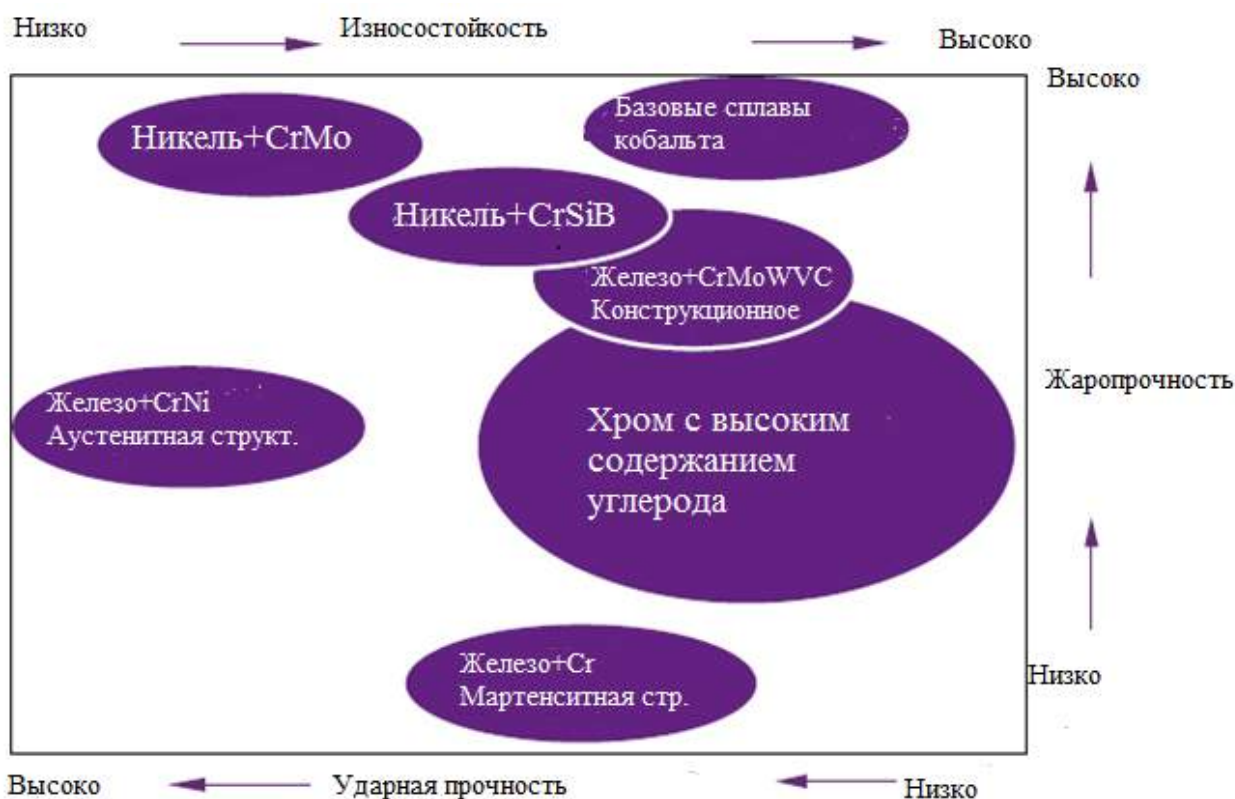 Низко
Износостойкость
Высоко
Высоко
Никель+CrMo
Базовые сплавы
кобальта
Никель+CrSiB
Железо+CrMoWVC
Конструкционное
Железо+CrNi
Аустенитная структ.
Жаропрочность
Хром с высоким
содержанием
углерода
Железо+Cr
Мартенситная стр.
Низко
Высоко
Ударная прочность
Низко